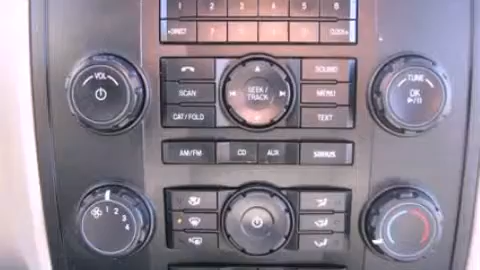 1 2 3 4 5 6
DIRECT 7 8 9 0 CLOCK
VOL
SEEK/
TRACK
SOUND
TUNE
OK
SCAN
MENU
CAT/FOLD
TEXT
AM/FM CD AUX SIRIUS
1 2 3 4